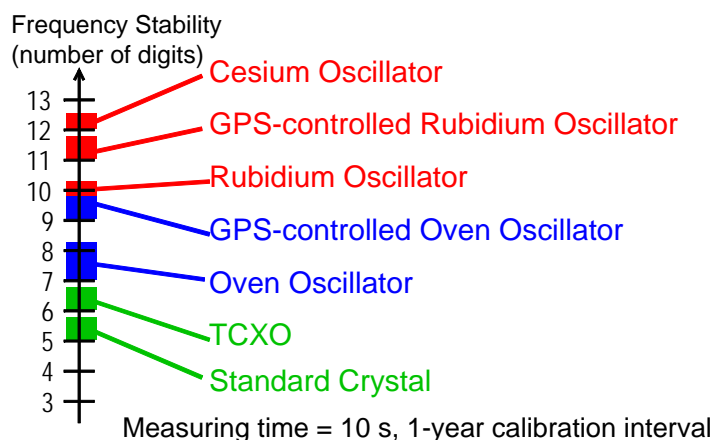 Frequency Stability
(number of digits)
Cesium Oscillator
13
12
GPS-controlled Rubidium Oscillator
11
Rubidium Oscillator
10
9
GPS-controlled Oven Oscillator
8
7
Oven Oscillator
6
TCXO
5
4
Standard Crystal
3
Measuring time = 10 s, 1-year calibration interval